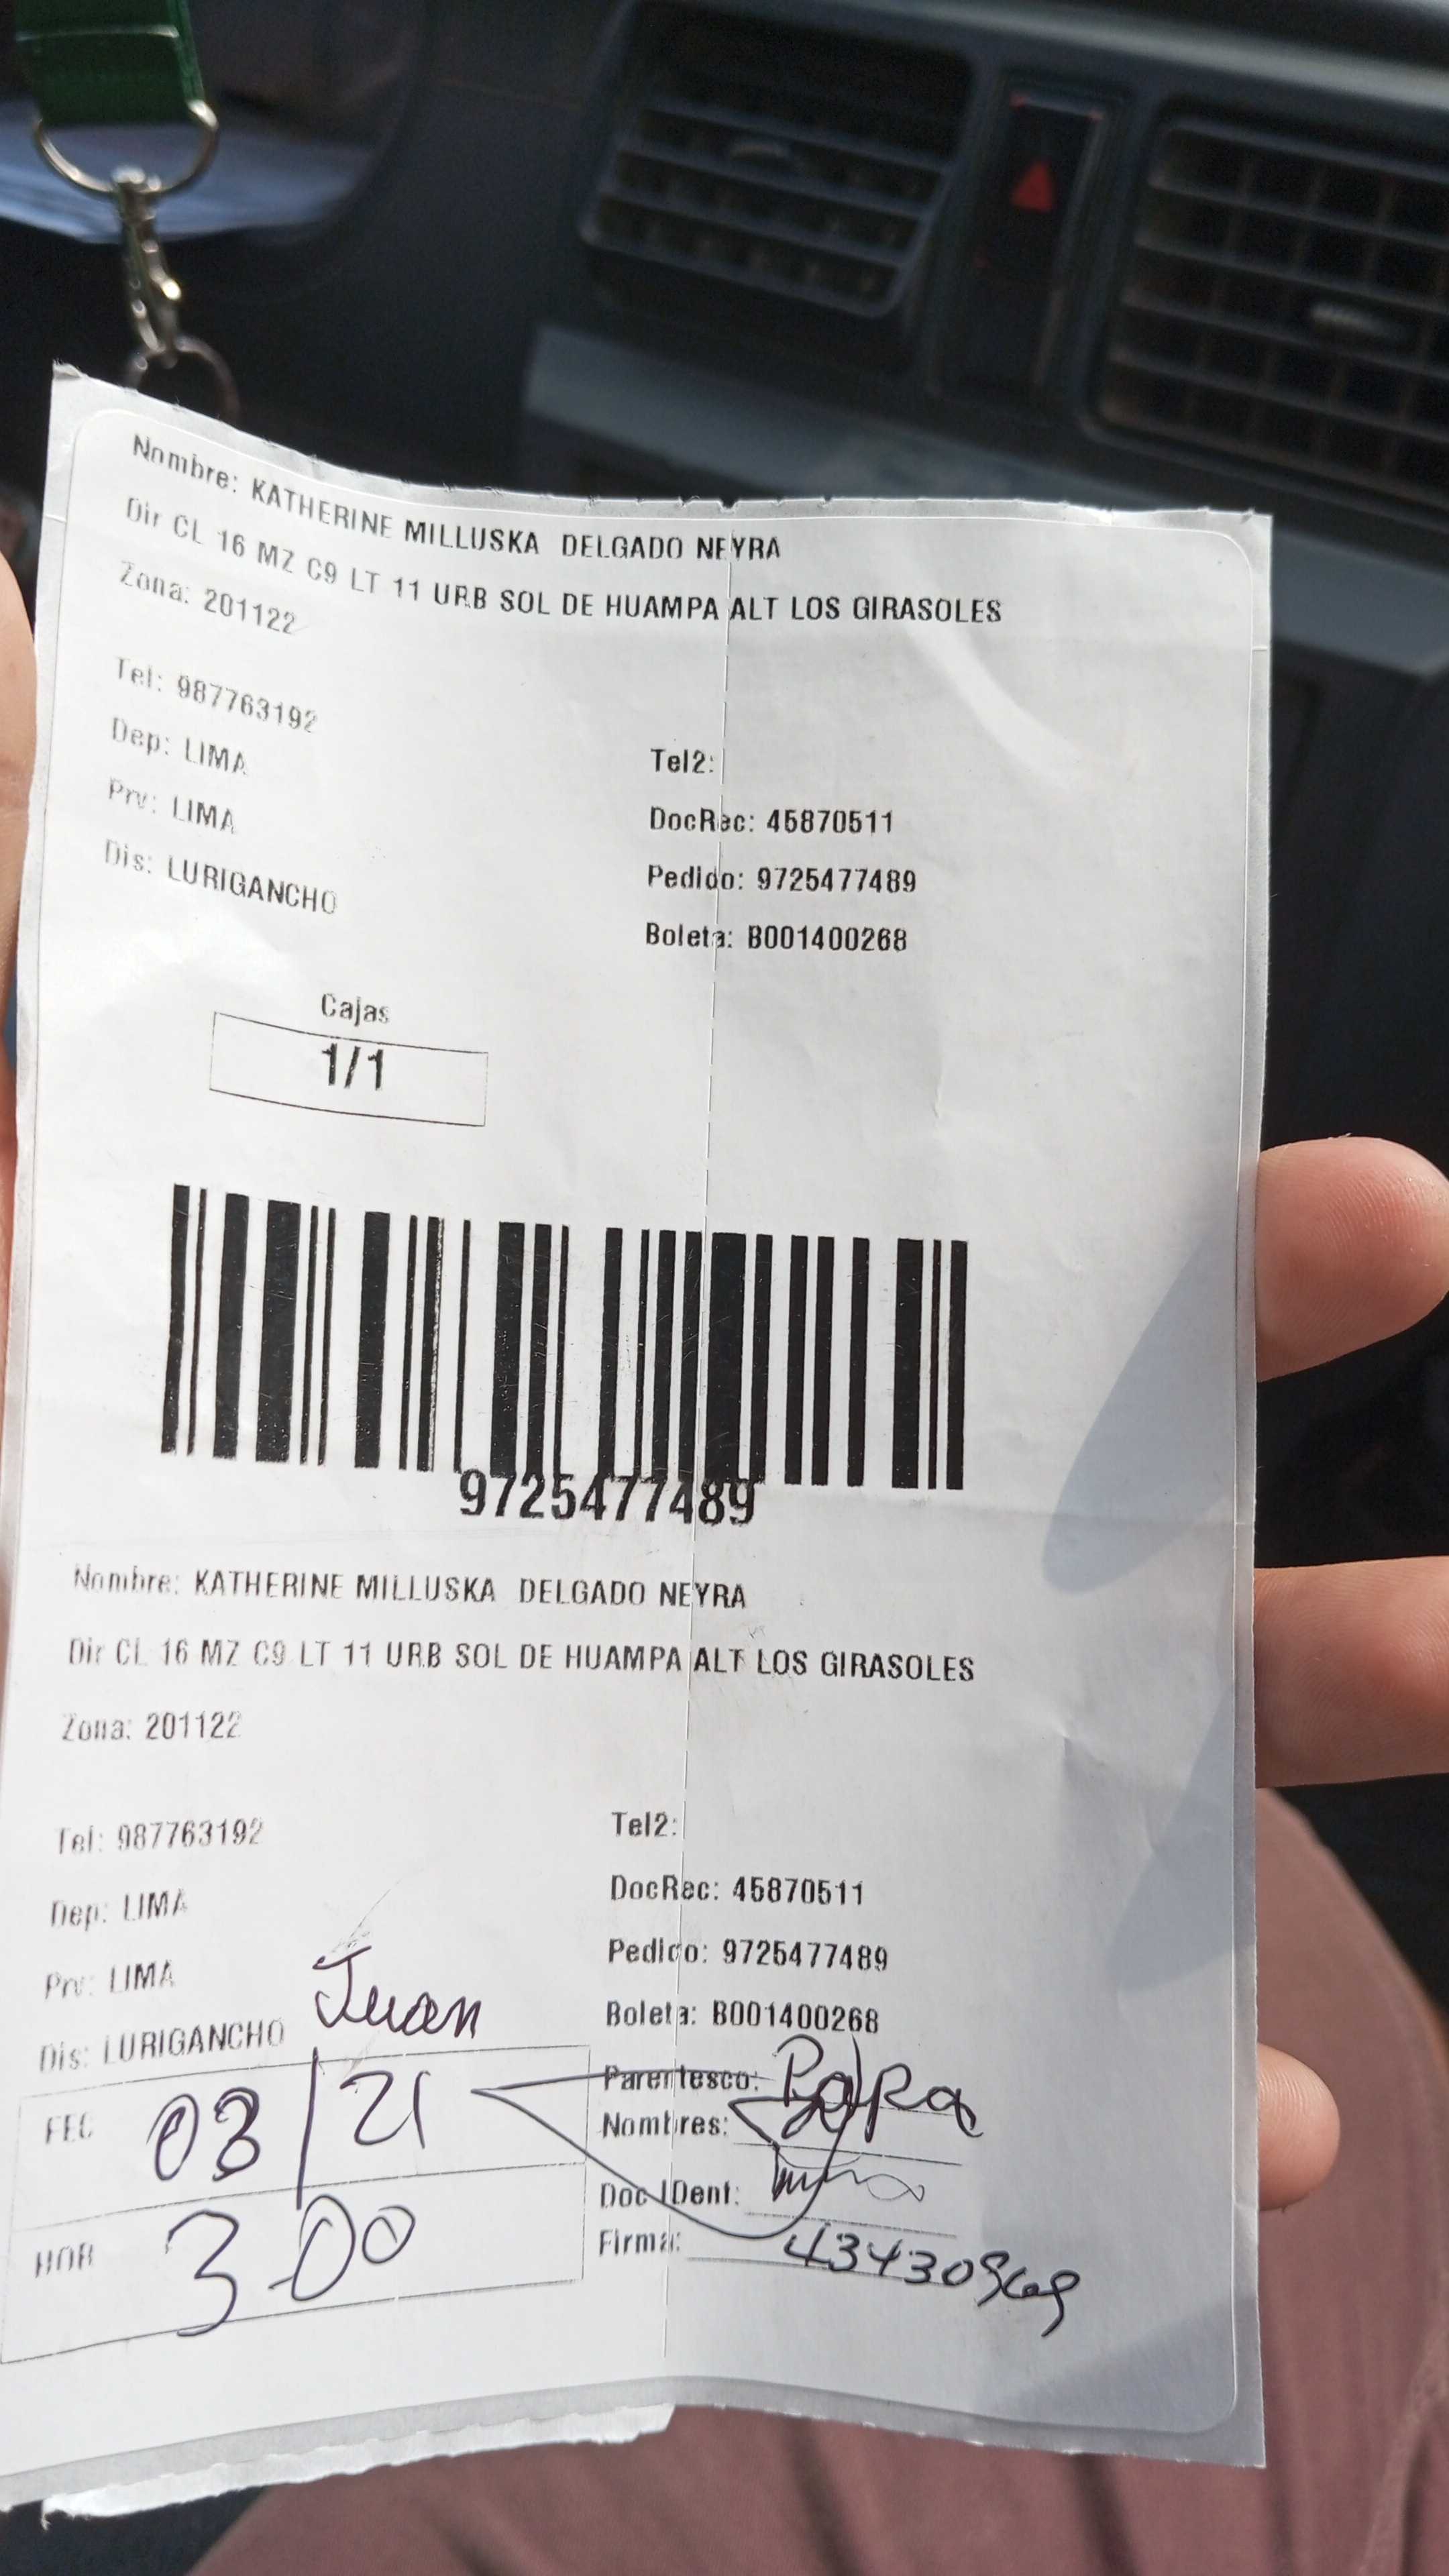 Nombre: KATHERINE MILLUSKA DELGADO NEYRA
Dir CL 16 MZ C9 LT 11 URB SOL DE HUAMPA ALT LOS GIRASOLES
Zona: 201122
Tel: 987763192
Tel2:
Dep: LIMA
DocRec: 45870511
Prv: LIMA
Pedido: 9725477489
Dis: LURIGANCHO
Boleta: B001400268
Cajas
1/1
9725477489
Nombre: KATHERINE MILLUSKA DELGADO NEYRA
Dir CL 16 MZ C9 LT 11 URB SOL DE HUAMPA ALT LOS GIRASOLES
Zona: 201122
Tel: 987763192
Tel2:
Dep: LIMA
DocRec: 45870511
Prv: LIMA
Pedido: 9725477489
Dis: LURIGANCHO
Boleta: B001400268
Juan
FEC 03/21
Parentesco: Papa
Nombres:
HOR 3.00
Doc IDent:
Firma: